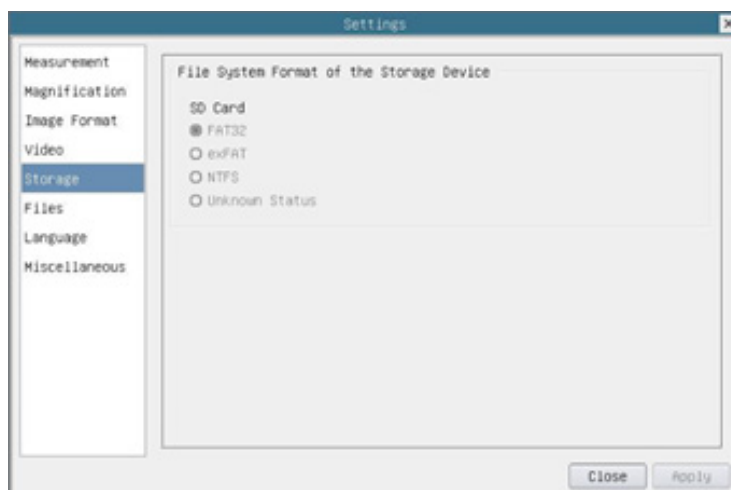 Settings
Measurement
Magnification
Image Format
Video
Storage
Files
Language
Miscellaneous
File System Format of the Storage Device
SD Card
FAT32
exFAT
NTFS
Unknown Status
Close
Apply